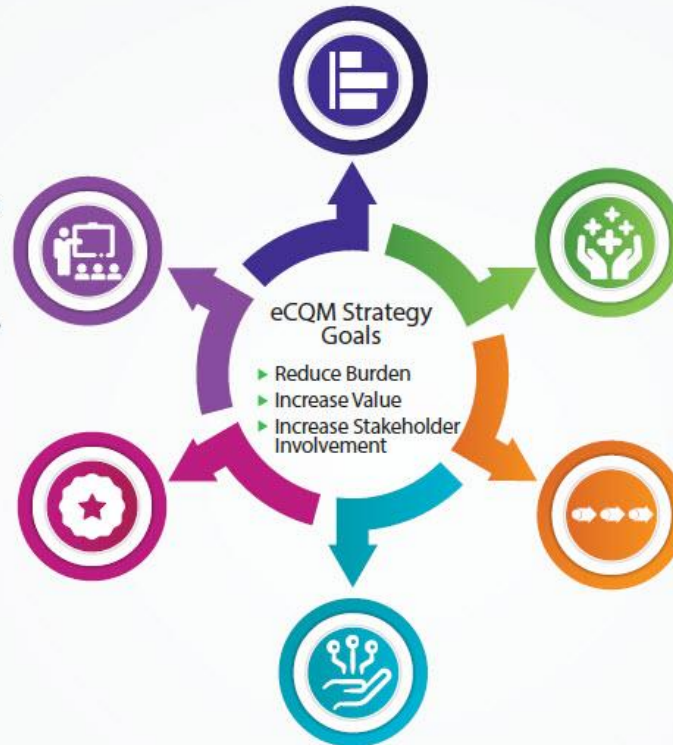 eCQM Strategy
Goals
Reduce Burden
Increase Value
Increase Stakeholder
Involvement